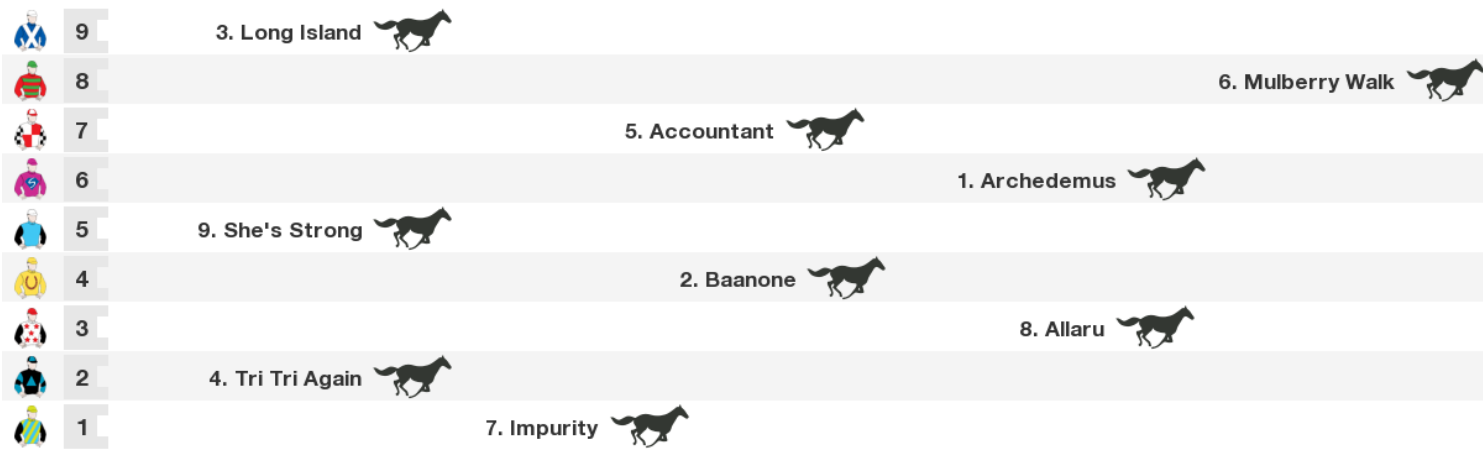 9 3. Long Island
8 6. Mulberry Walk
7 5. Accountant
6 1. Archedemus
5 9. She's Strong
4 2. Baanone
3 8. Allaru
2 4. Tri Tri Again
1 7. Impurity